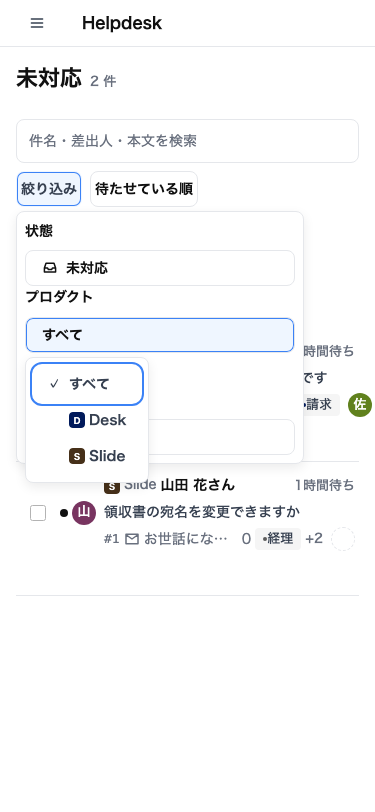 Helpdesk
未対応 2 件
件名・差出人・本文を検索
絞り込み 待たせている順
状態
未対応
プロダクト
すべて
時間待ち
✓ すべて
です
D Desk
•請求 佐
S Slide
S Slide 山田 花さん 1時間待ち
山 領収書の宛名を変更できますか
#1 お世話にな… 0 •経理 +2